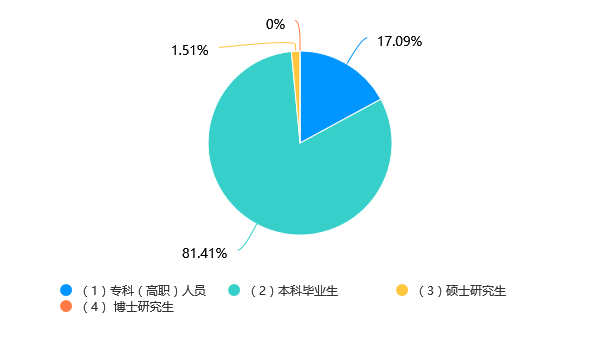 0%
17.09%
1.51%
81.41%
（1）专科（高职）人员 （2）本科毕业生 （3）硕士研究生
（4） 博士研究生